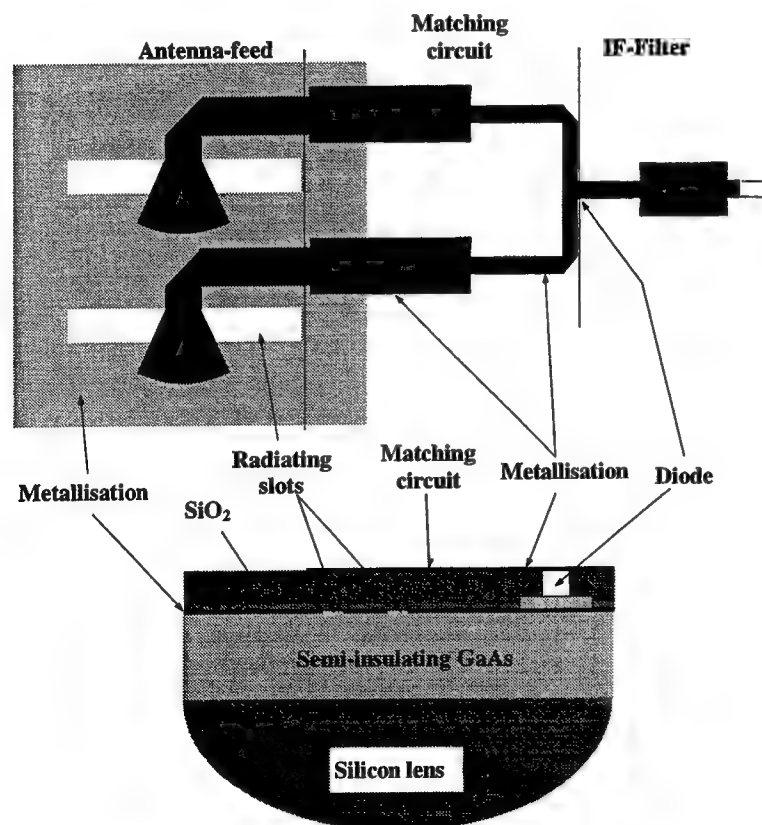 Matching
circuit
Antenna-feed
IF-Filter
Radiating
slots
Matching
circuit
Metallisation
Diode
Metallisation
SiO₂
Semi-insulating GaAs
Silicon lens